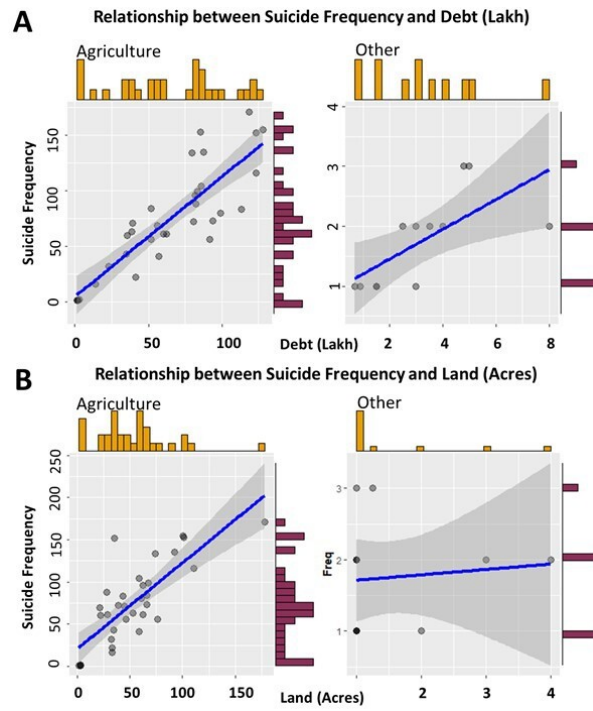 A
Relationship between Suicide Frequency and Debt (Lakh)
Agriculture
Other
Suicide Frequency
150
100
50
0
4
3
2
1
0 50 100
Debt (Lakh)
2 4 6 8
B
Relationship between Suicide Frequency and Land (Acres)
Agriculture
Other
Suicide Frequency
250
200
150
100
50
0
Freq
3
2
1
0 50 100 150
Land (Acres)
2 3 4